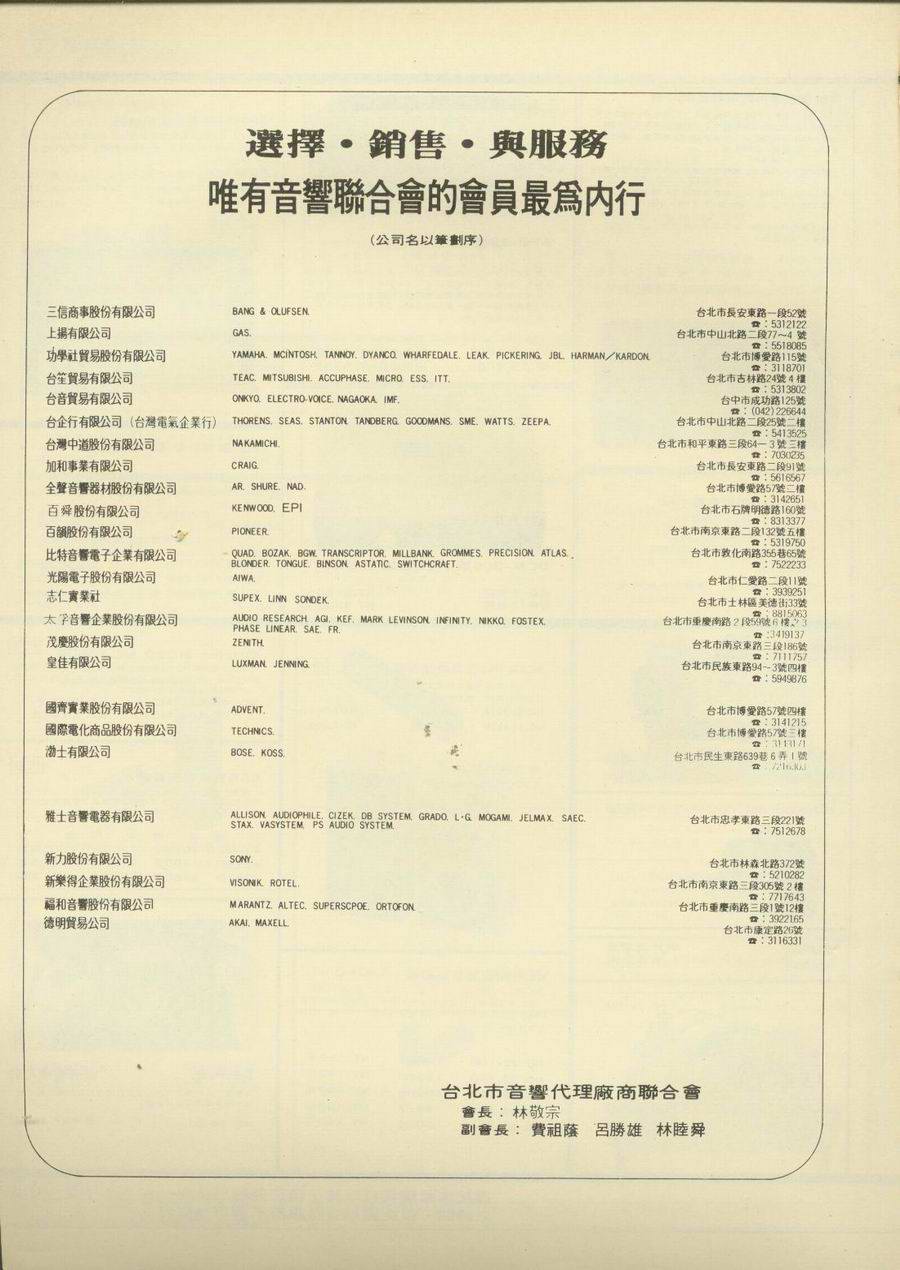 選擇・銷售・與服務
唯有音響聯合會的會員最爲内行
(公司名以筆劃序)
三信商事股份有限公司 BANG & OLUFSEN. 台北市長安東路一段52號
☎：5312122
上揚有限公司 GAS. 台北市中山北路二段77～4 號
☎：5518085
功學社貿易股份有限公司 YAMAHA. MCINTOSH. TANNOY. DYANCO. WHARFEDALE. LEAK. PICKERING. JBL. HARMAN／KARDON. 台北市博愛路115號
☎：3118701
台笙貿易有限公司 TEAC. MITSUBISHI. ACCUPHASE. MICRO. ESS. ITT. 台北市吉林路24號4樓
☎：5313802
台音貿易有限公司 ONKYO. ELECTRO-VOICE. NAGAOKA. IMF. 台中市成功路125號
☎：(042)226644
台企行有限公司（台灣電氣企業行） THORENS. SEAS. STANTON. TANDBERG. GOODMANS. SME. WATTS. ZEEPA. 台北市中山北路二段25號二樓
☎：5413525
台灣中道股份有限公司 NAKAMICHI. 台北市和平東路三段64－3號三樓
☎：7030235
加和事業有限公司 CRAIG. 台北市長安東路二段91號
☎：5616567
全聲音響器材股份有限公司 AR. SHURE. NAD. 台北市博愛路57號二樓
☎：3142651
百舜股份有限公司 KENWOOD. EPI 台北市石牌明德路160號
☎：8313377
百韻股份有限公司 PIONEER. 台北市南京東路二段132號五樓
☎：5319750
比特音響電子企業有限公司 QUAD. BOZAK. BGW. TRANSCRIPTOR. MILLBANK. GROMMES. PRECISION. ATLAS. 台北市敦化南路355巷65號
BLONDER. TONGUE. BINSON. ASTATIC. SWITCHCRAFT. ☎：7522233
光陽電子股份有限公司 AIWA. 台北市仁愛路二段11號
☎：3939251
志仁實業社 SUPEX. LINN SONDEK. 台北市士林區美德街33號
☎：8815063
太孚音響企業股份有限公司 AUDIO RESEARCH. AGI. KEF. MARK LEVINSON. INFINITY. NIKKO. FOSTEX. 台北市重慶南路2段59號6樓之3
PHASE LINEAR. SAE. FR. ☎：3419137
茂慶股份有限公司 ZENITH. 台北市南京東路三段186號
☎：7111757
皇佳有限公司 LUXMAN. JENNING. 台北市民族東路94－3號四樓
☎：5949876
國齊實業股份有限公司 ADVENT. 台北市博愛路57號四樓
☎：3141215
國際電化商品股份有限公司 TECHNICS. 台北市博愛路57號三樓
☎：
渤士有限公司 BOSE. KOSS. 台北市民生東路639巷6弄1號
☎：
雅士音響電器有限公司 ALLISON. AUDIOPHILE. CIZEK. DB SYSTEM. GRADO. L・G. MOGAMI. JELMAX. SAEC. 台北市忠孝東路三段221號
STAX. VASYSTEM. PS AUDIO SYSTEM. ☎：7512678
新力股份有限公司 SONY. 台北市林森北路372號
☎：5210282
新樂得企業股份有限公司 VISONIK. ROTEL. 台北市南京東路三段305號2樓
☎：7717643
福和音響股份有限公司 MARANTZ. ALTEC. SUPERSCPOE. ORTOFON. 台北市重慶南路三段1號12樓
☎：3922165
德明貿易公司 AKAI. MAXELL. 台北市康定路26號
☎：3116331
台北市音響代理廠商聯合會
會長：林敬宗
副會長：費祖蔭 呂勝雄 林睦舜